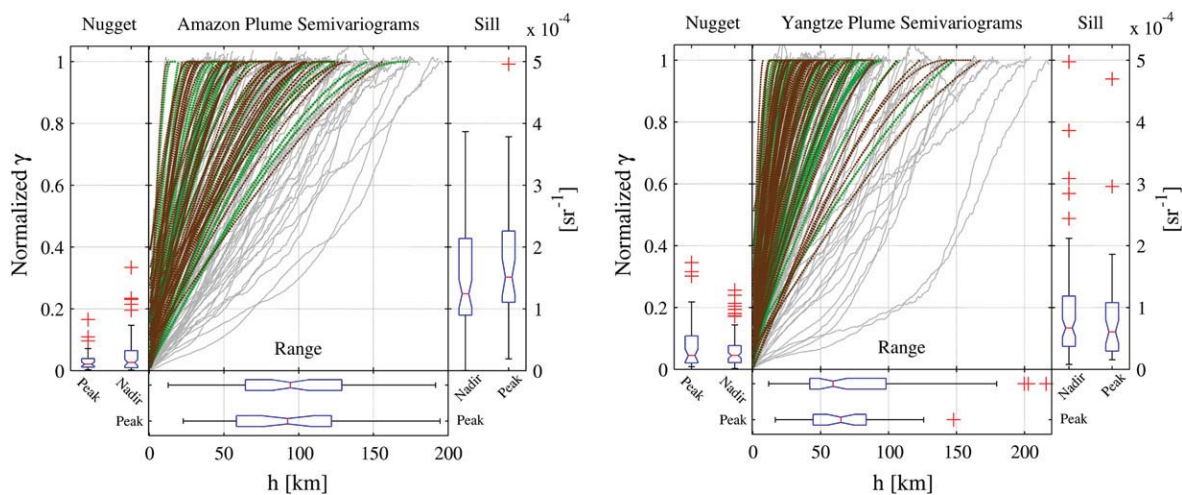 Nugget Amazon Plume Semivariograms Sill x 10-4
1 5
0.8 4
0.6 3
0.4 2
0.2 1
0 0
Normalized γ
[sr-1]
Range
Peak Nadir Nadir Peak
Peak
0 50 100 150 200
h [km]
Nugget Yangtze Plume Semivariograms Sill x 10-4
1 5
0.8 4
0.6 3
0.4 2
0.2 1
0 0
Normalized γ
[sr-1]
Range
Peak Nadir Nadir Peak
Peak
0 50 100 150 200
h [km]